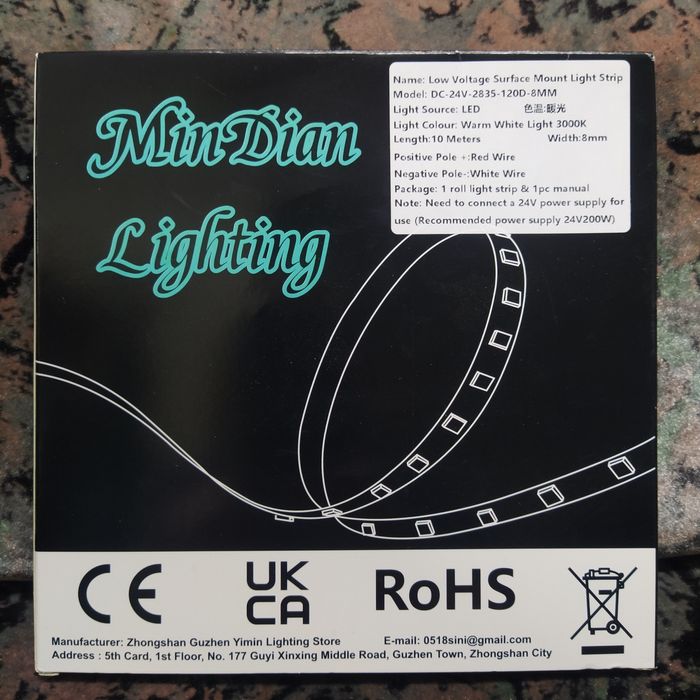 MinDian
Lighting
Name: Low Voltage Surface Mount Light Strip
Model: DC-24V-2835-120D-8MM
Light Source: LED 色温:暖光
Light Colour: Warm White Light 3000K
Length:10 Meters Width:8mm
Positive Pole +:Red Wire
Negative Pole-:White Wire
Package: 1 roll light strip & 1pc manual
Note: Need to connect a 24V power supply for
use (Recommended power supply 24V200W)
CE
UK
CA
RoHS
Manufacturer: Zhongshan Guzhen Yimin Lighting Store E-mail: 0518sini@gmail.com
Address : 5th Card, 1st Floor, No. 177 Guyi Xinxing Middle Road, Guzhen Town, Zhongshan City